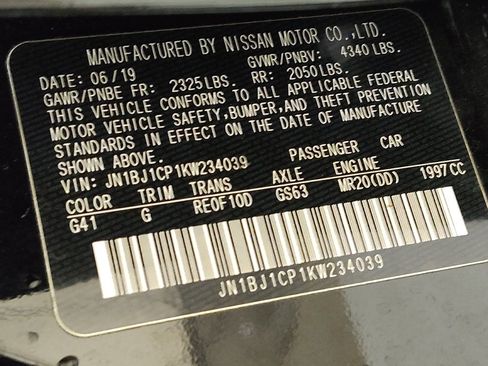 MANUFACTURED BY NISSAN MOTOR CO.,LTD.
DATE: 06/19 GVWR/PNBV: 4340 LBS.
GAWR/PNBE FR: 2325 LBS. RR: 2050 LBS.
THIS VEHICLE CONFORMS TO ALL APPLICABLE FEDERAL
MOTOR VEHICLE SAFETY, BUMPER, AND THEFT PREVENTION
STANDARDS IN EFFECT ON THE DATE OF MANUFACTURE
SHOWN ABOVE.
VIN: JN1BJ1CP1KW234039 PASSENGER CAR
COLOR TRIM TRANS AXLE ENGINE
G41 G RE0F10D GS63 MR20(DD) 1997 CC
JN1BJ1CP1KW234039